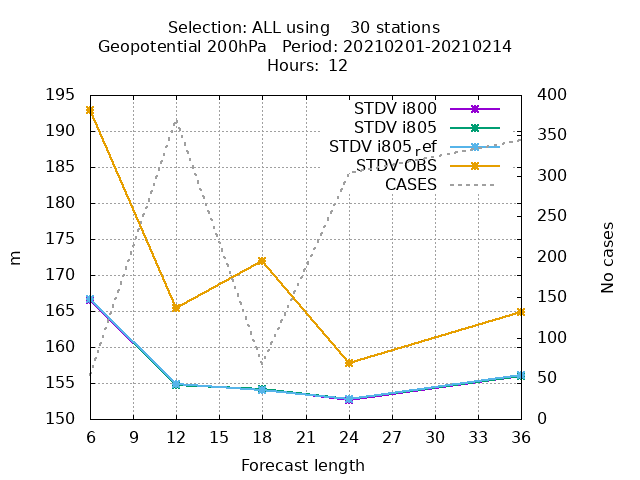 Selection: ALL using    30 stations
Geopotential 200hPa   Period: 20210201-20210214
Hours:  12
195
190
185
180
175
170
165
160
155
150
m
STDV i800
STDV i805
STDV i805ref
STDV OBS
CASES
400
350
300
250
200
150
100
50
0
No cases
6 9 12 15 18 21 24 27 30 33 36
Forecast length